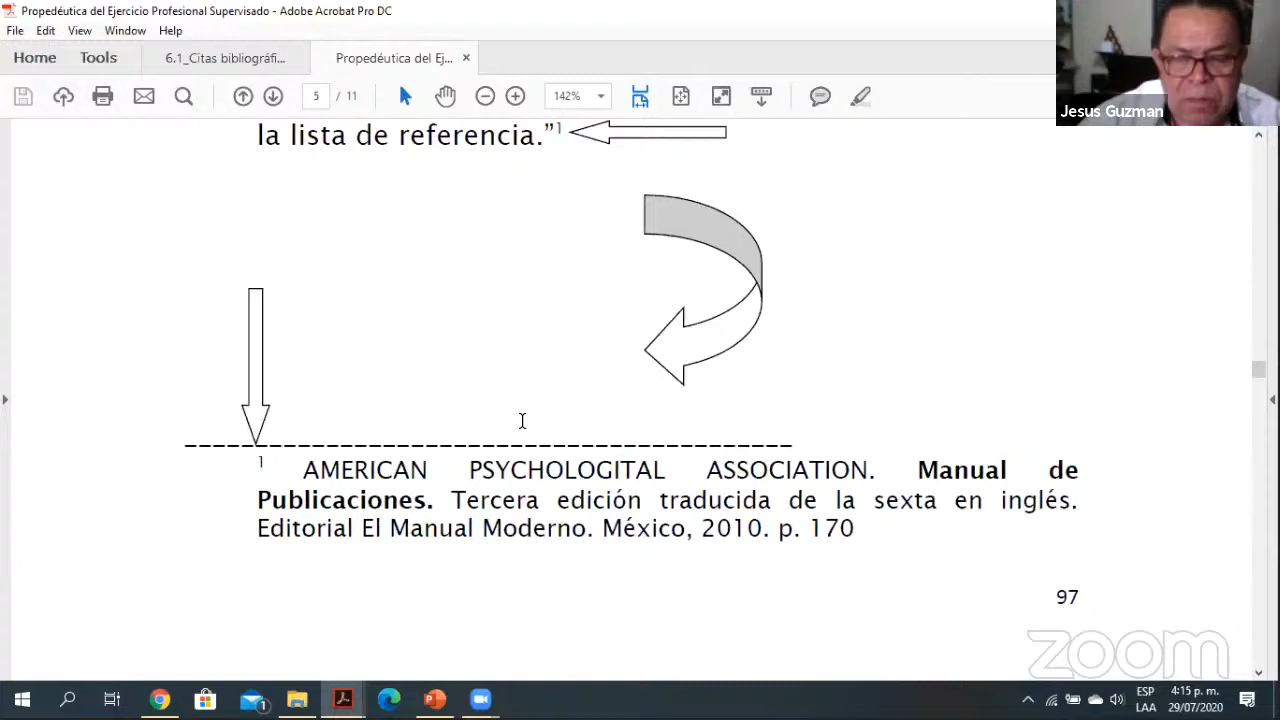 Propedéutica del Ejercicio Profesional Supervisado - Adobe Acrobat Pro DC
File Edit View Window Help
Home Tools 6.1_Citas bibliográfi... Propedéutica del Ej... ×
5 / 11 142%
Jesus Guzman
la lista de referencia.”1
1 AMERICAN PSYCHOLOGITAL ASSOCIATION. Manual de
Publicaciones. Tercera edición traducida de la sexta en inglés.
Editorial El Manual Moderno. México, 2010. p. 170
97
zoom
1
ESP 4:15 p. m.
LAA 29/07/2020